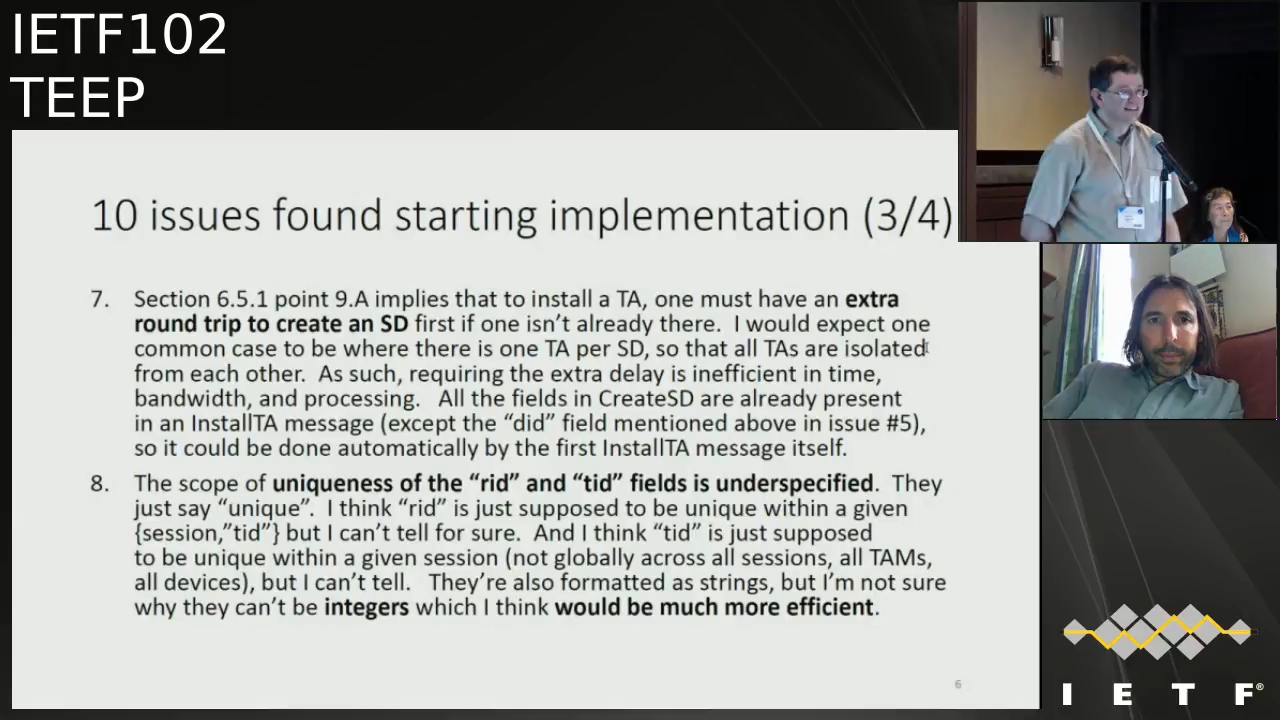 IETF102
TEEP
10 issues found starting implementation (3/4)
7. Section 6.5.1 point 9.A implies that to install a TA, one must have an extra
round trip to create an SD first if one isn’t already there. I would expect one
common case to be where there is one TA per SD, so that all TAs are isolated
from each other. As such, requiring the extra delay is inefficient in time,
bandwidth, and processing. All the fields in CreateSD are already present
in an InstallTA message (except the “did” field mentioned above in issue #5),
so it could be done automatically by the first InstallTA message itself.
8. The scope of uniqueness of the “rid” and “tid” fields is underspecified. They
just say “unique”. I think “rid” is just supposed to be unique within a given
{session,”tid”} but I can’t tell for sure. And I think “tid” is just supposed
to be unique within a given session (not globally across all sessions, all TAMs,
all devices), but I can’t tell. They’re also formatted as strings, but I’m not sure
why they can’t be integers which I think would be much more efficient.
6
I E T F®